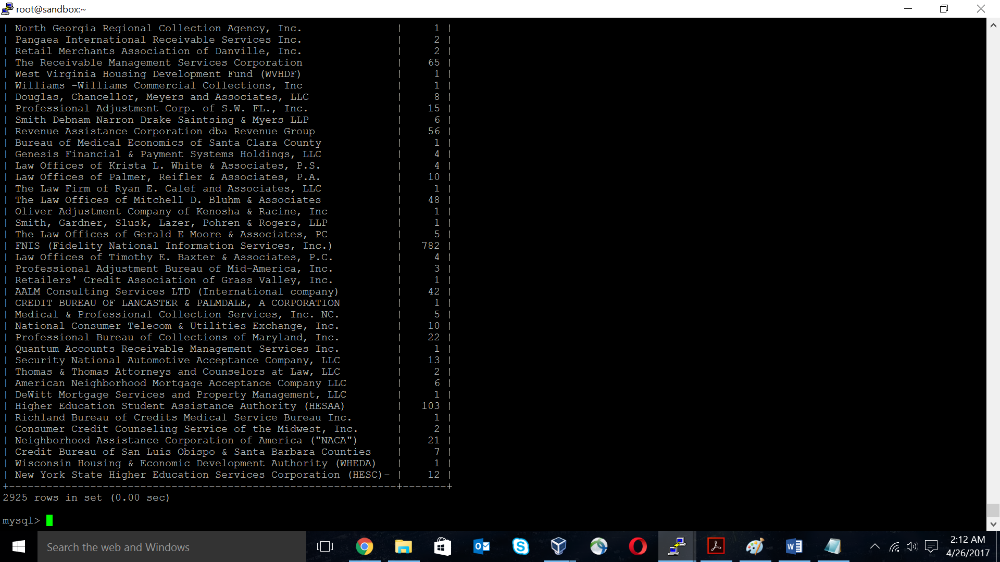 root@sandbox:~
| North Georgia Regional Collection Agency, Inc.               |     1 |
| Pangaea International Receivable Services Inc.               |     2 |
| Retail Merchants Association of Danville, Inc.               |     2 |
| The Receivable Management Services Corporation               |    65 |
| West Virginia Housing Development Fund (WVHDF)               |     1 |
| Williams -Williams Commercial Collections, Inc               |     1 |
| Douglas, Chancellor, Meyers and Associates, LLC              |     8 |
| Professional Adjustment Corp. of S.W. FL., Inc.              |    15 |
| Smith Debnam Narron Drake Saintsing & Myers LLP              |     6 |
| Revenue Assistance Corporation dba Revenue Group             |    56 |
| Bureau of Medical Economics of Santa Clara County            |     1 |
| Genesis Financial & Payment Systems Holdings, LLC            |     4 |
| Law Offices of Krista L. White & Associates, P.S.            |     4 |
| Law Offices of Palmer, Reifler & Associates, P.A.            |    10 |
| The Law Firm of Ryan E. Calef and Associates, LLC            |     1 |
| The Law Offices of Mitchell D. Bluhm & Associates            |    48 |
| Oliver Adjustment Company of Kenosha & Racine, Inc           |     1 |
| Smith, Gardner, Slusk, Lazer, Pohren & Rogers, LLP           |     1 |
| The Law Offices of Gerald E Moore & Associates, PC           |     5 |
| FNIS (Fidelity National Information Services, Inc.)          |   782 |
| Law Offices of Timothy E. Baxter & Associates, P.C.          |     4 |
| Professional Adjustment Bureau of Mid-America, Inc.          |     3 |
| Retailers' Credit Association of Grass Valley, Inc.          |     1 |
| AALM Consulting Services LTD (International company)         |    42 |
| CREDIT BUREAU OF LANCASTER & PALMDALE, A CORPORATION         |     1 |
| Medical & Professional Collection Services, Inc. NC.         |     5 |
| National Consumer Telecom & Utilities Exchange, Inc.         |    10 |
| Professional Bureau of Collections of Maryland, Inc.         |    22 |
| Quantum Accounts Receivable Management Services Inc.         |     1 |
| Security National Automotive Acceptance Company, LLC         |    13 |
| Thomas & Thomas Attorneys and Counselors at Law, LLC         |     2 |
| American Neighborhood Mortgage Acceptance Company LLC        |     6 |
| DeWitt Mortgage Services and Property Management, LLC        |     1 |
| Higher Education Student Assistance Authority (HESAA)        |   103 |
| Richland Bureau of Credits Medical Service Bureau Inc.       |     1 |
| Consumer Credit Counseling Service of the Midwest, Inc.      |     2 |
| Neighborhood Assistance Corporation of America ("NACA")      |    21 |
| Credit Bureau of San Luis Obispo & Santa Barbara Counties    |     7 |
| Wisconsin Housing & Economic Development Authority (WHEDA)   |     1 |
| New York State Higher Education Services Corporation (HESC)- |    12 |
+--------------------------------------------------------------+-------+
2925 rows in set (0.00 sec)
mysql>
Search the web and Windows
2:12 AM
4/26/2017